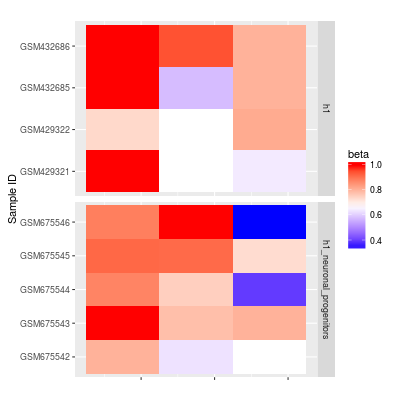 GSM432686
GSM432685
GSM429322
GSM429321
h1
GSM675546
GSM675545
GSM675544
GSM675543
GSM675542
h1_neuronal_progenitors
Sample ID
beta
1.0
0.8
0.6
0.4